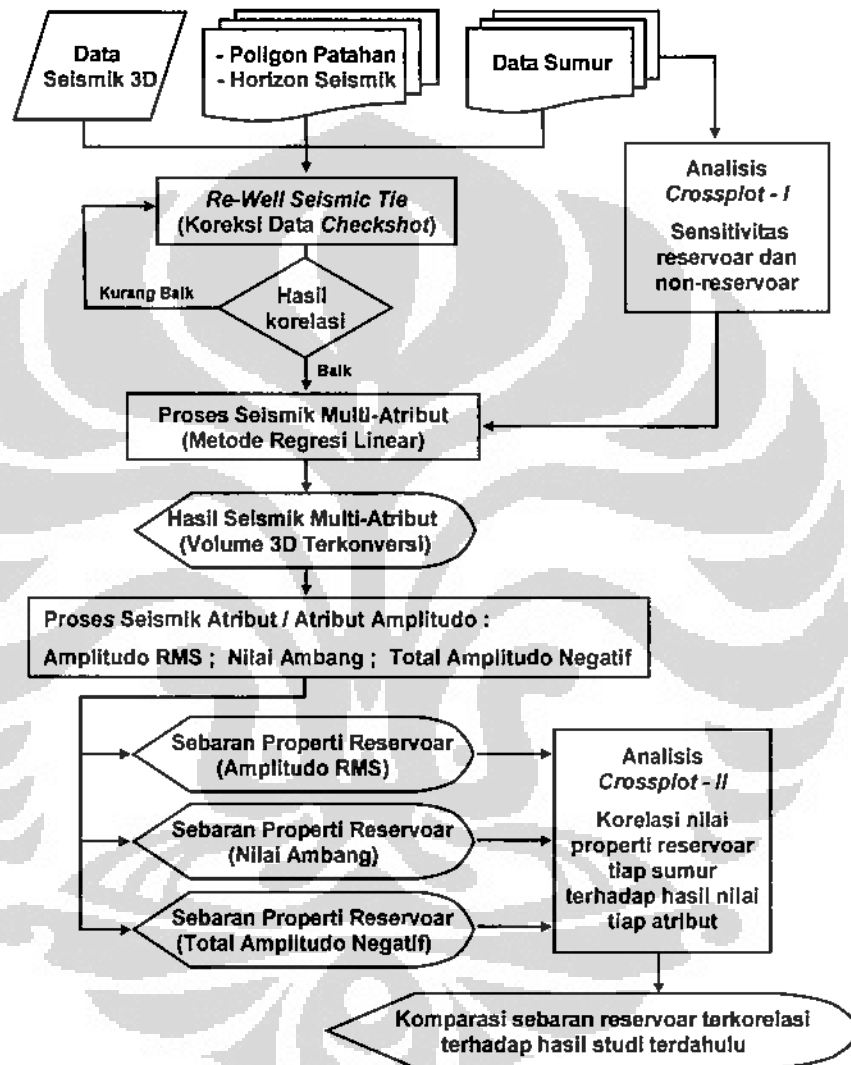 Data
Seismik 3D
- Poligon Patahan
- Horizon Seismik
Data Sumur
Analisis
Crossplot - I
Sensitivitas
reservoar dan
non-reservoar
Re-Well Seismic Tie
(Koreksi Data Checkshot)
Kurang Baik
Hasil
korelasi
Baik
Proses Seismik Multi-Atribut
(Metode Regresi Linear)
Hasil Seismik Multi-Atribut
(Volume 3D Terkonversi)
Proses Seismik Atribut / Atribut Amplitudo :
Amplitudo RMS ; Nilai Ambang ; Total Amplitudo Negatif
Sebaran Properti Reservoar
(Amplitudo RMS)
Sebaran Properti Reservoar
(Nilai Ambang)
Sebaran Properti Reservoar
(Total Amplitudo Negatif)
Analisis
Crossplot - II
Korelasi nilai
properti reservoar
tiap sumur
terhadap hasil nilai
tiap atribut
Komparasi sebaran reservoar terkorelasi
terhadap hasil studi terdahulu